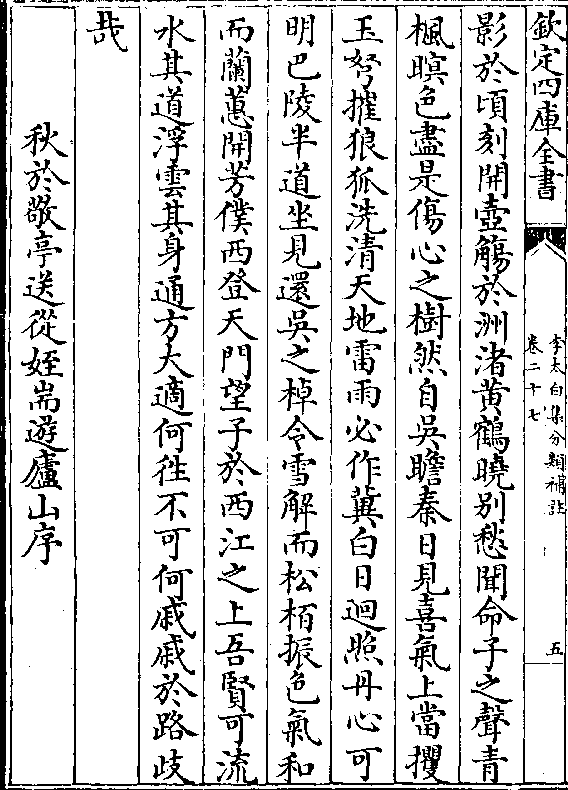 欽定四庫全書
李太白集分類補註
卷二十七
五
影於頃刻開壺觴於洲渚黄鶴曉别愁聞命子之聲青
楓暝色盡是傷心之樹然自吳瞻秦日見喜氣上當攫
玉弩摧狼狐洗清天地雷雨必作冀白日迴照丹心可
明巴陵半道坐見還吳之棹令雪解而松栢振色氣和
而蘭蕙開芳僕西登天門望子於西江之上吾賢可流
水其道浮雲其身通方大適何徃不可何戚戚於路歧
哉
秋於敬亭送從姪耑遊廬山序